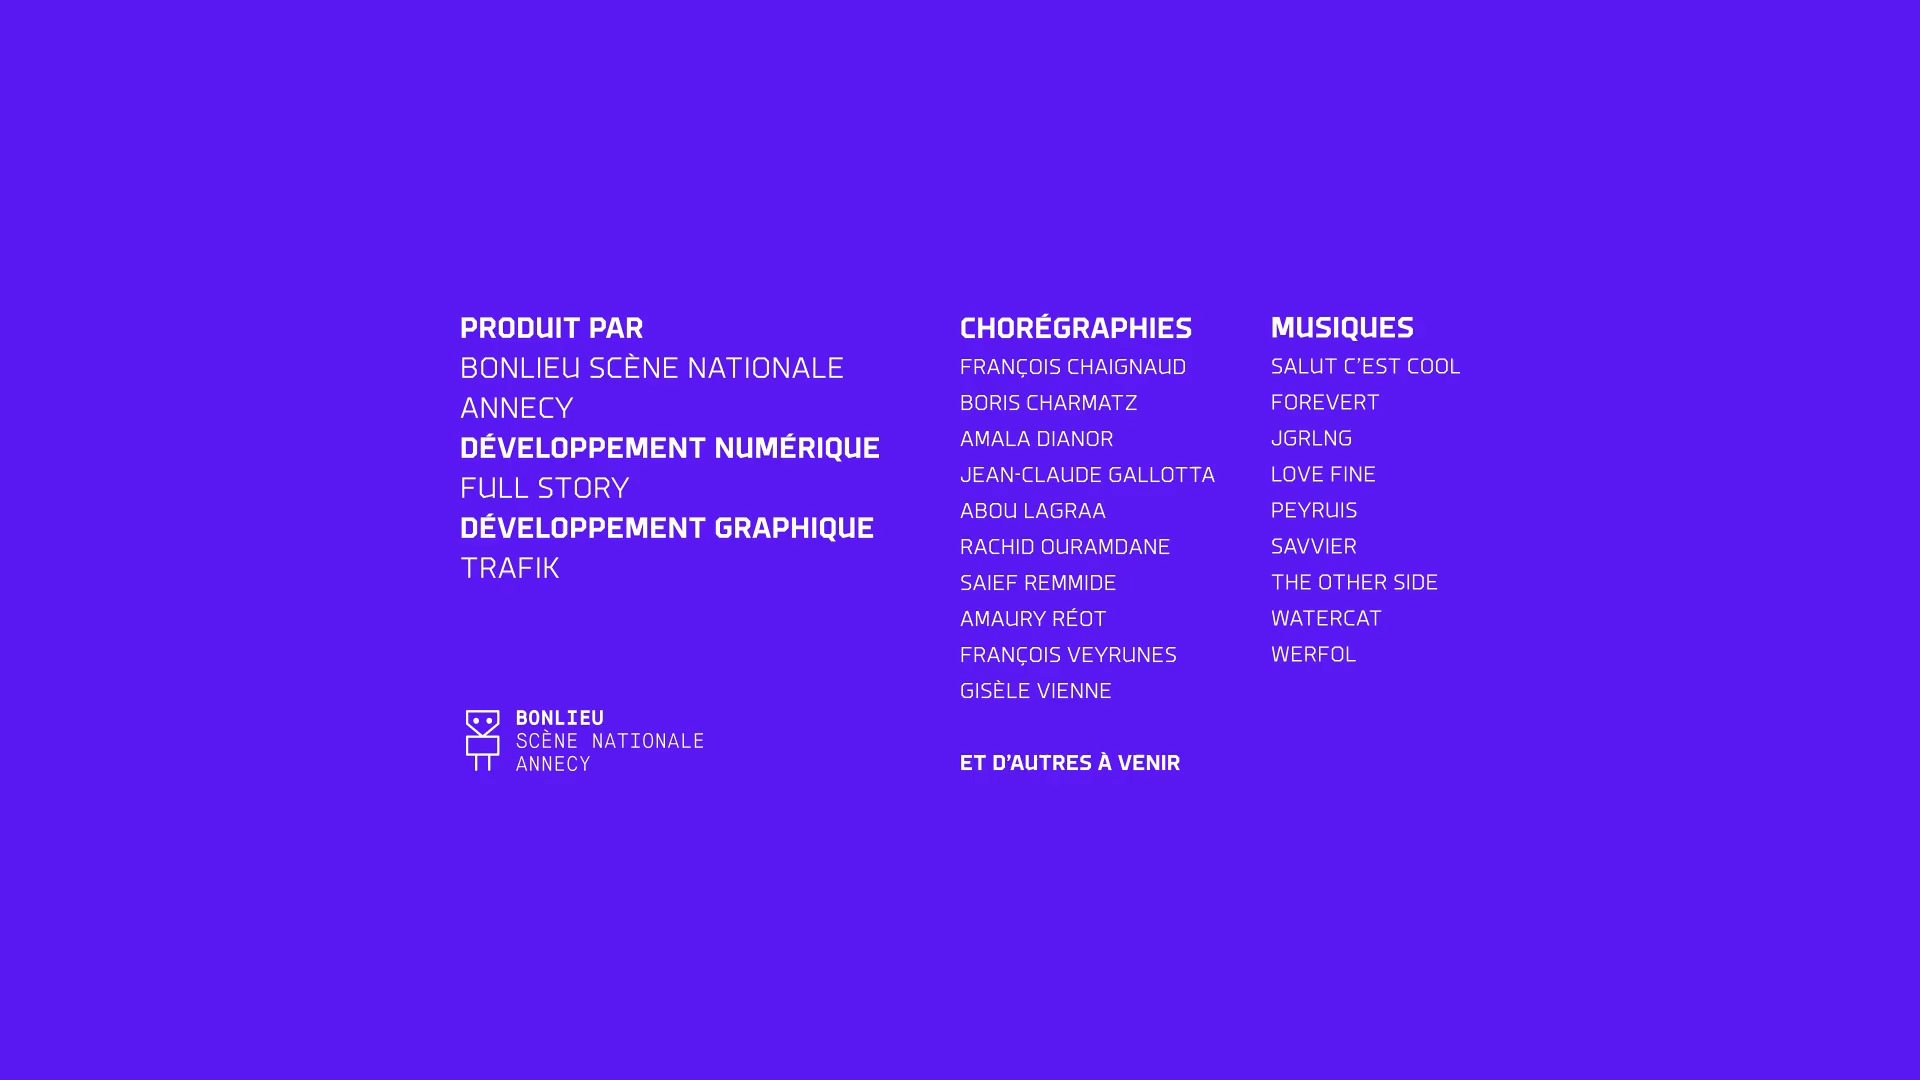 PRODUIT PAR
BONLIEU SCÈNE NATIONALE
ANNECY
DÉVELOPPEMENT NUMÉRIQUE
FULL STORY
DÉVELOPPEMENT GRAPHIQUE
TRAFIK
BONLIEU
SCÈNE NATIONALE
ANNECY
CHORÉGRAPHIES
FRANÇOIS CHAIGNAUD
BORIS CHARMATZ
AMALA DIANOR
JEAN-CLAUDE GALLOTTA
ABOU LAGRAA
RACHID OURAMDANE
SAIEF REMMIDE
AMAURY RÉOT
FRANÇOIS VEYRUNES
GISÈLE VIENNE
ET D’AUTRES À VENIR
MUSIQUES
SALUT C’EST COOL
FOREVERT
JGRLNG
LOVE FINE
PEYRUIS
SAVVIER
THE OTHER SIDE
WATERCAT
WERFOL